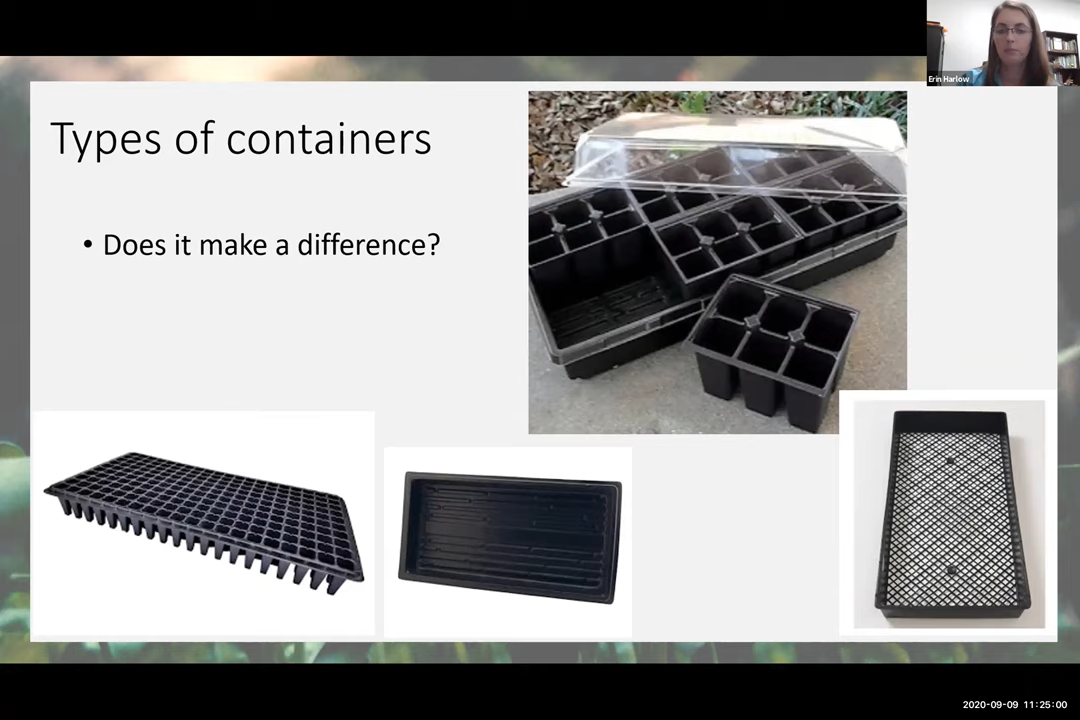 Erin Harlow
Types of containers
• Does it make a difference?
2020-09-09 11:25:00